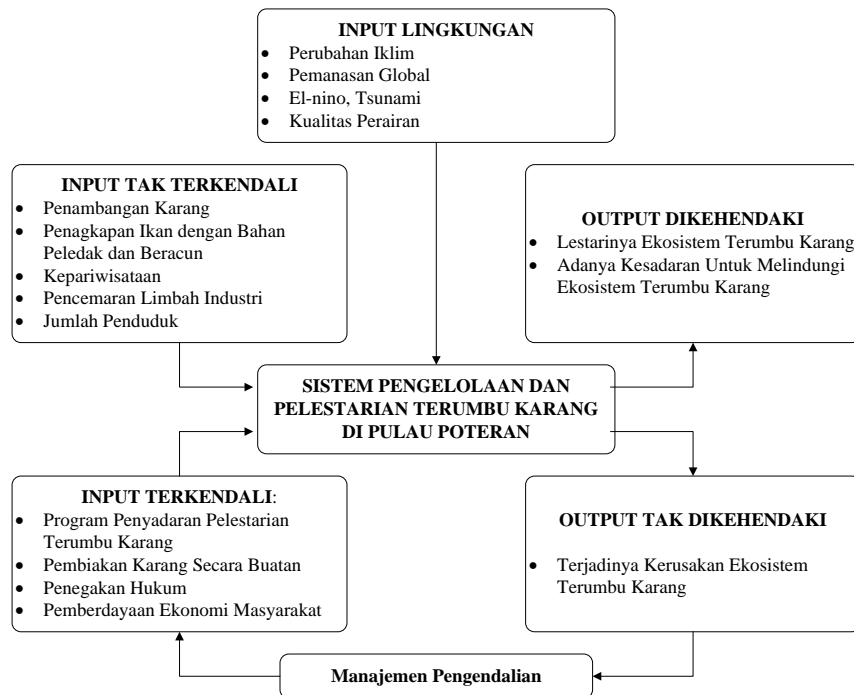 INPUT LINGKUNGAN
• Perubahan Iklim
• Pemanasan Global
• El-nino, Tsunami
• Kualitas Perairan
INPUT TAK TERKENDALI
• Penambangan Karang
• Penagkapan Ikan dengan Bahan
Peledak dan Beracun
• Kepariwisataan
• Pencemaran Limbah Industri
• Jumlah Penduduk
OUTPUT DIKEHENDAKI
• Lestarinya Ekosistem Terumbu Karang
• Adanya Kesadaran Untuk Melindungi
Ekosistem Terumbu Karang
SISTEM PENGELOLAAN DAN
PELESTARIAN TERUMBU KARANG
DI PULAU POTERAN
INPUT TERKENDALI:
• Program Penyadaran Pelestarian
Terumbu Karang
• Pembiakan Karang Secara Buatan
• Penegakan Hukum
• Pemberdayaan Ekonomi Masyarakat
OUTPUT TAK DIKEHENDAKI
• Terjadinya Kerusakan Ekosistem
Terumbu Karang
Manajemen Pengendalian